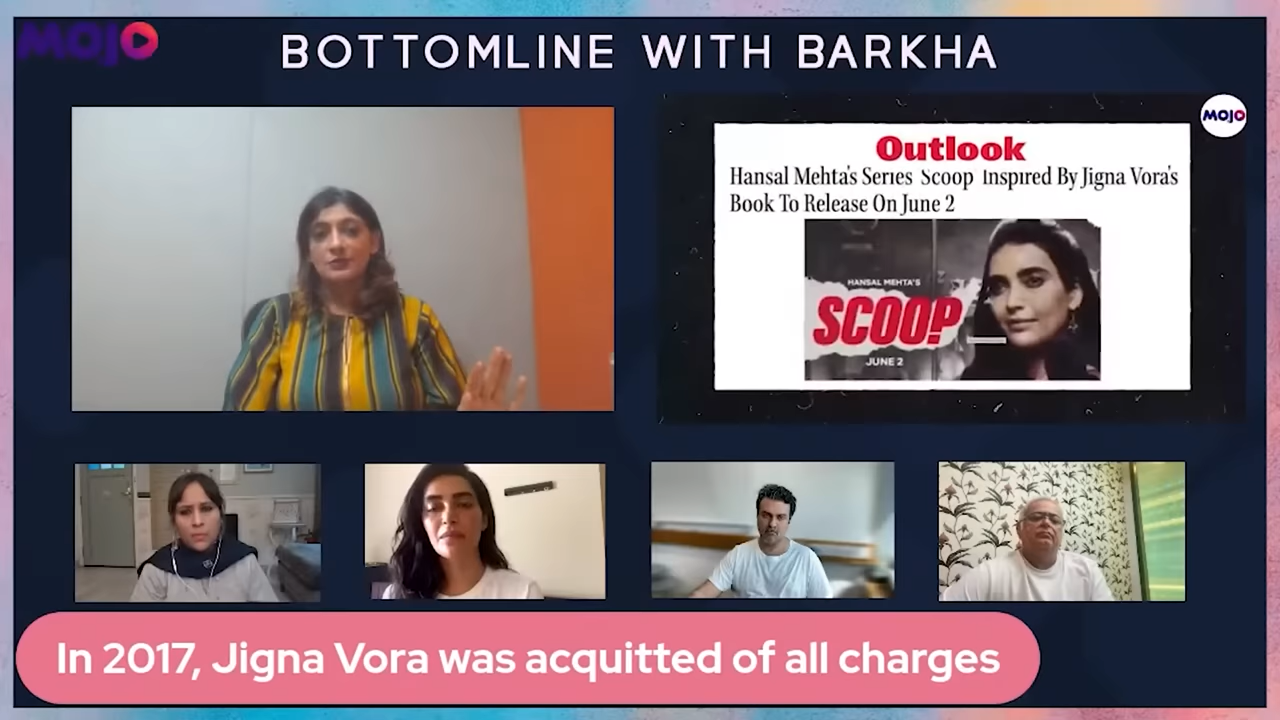 MOJO
BOTTOMLINE WITH BARKHA
MOJO
Outlook
Hansal Mehta's Series Scoop Inspired By Jigna Vora's
Book To Release On June 2
HANSAL MEHTA'S
SCOOP
JUNE 2
In 2017, Jigna Vora was acquitted of all charges